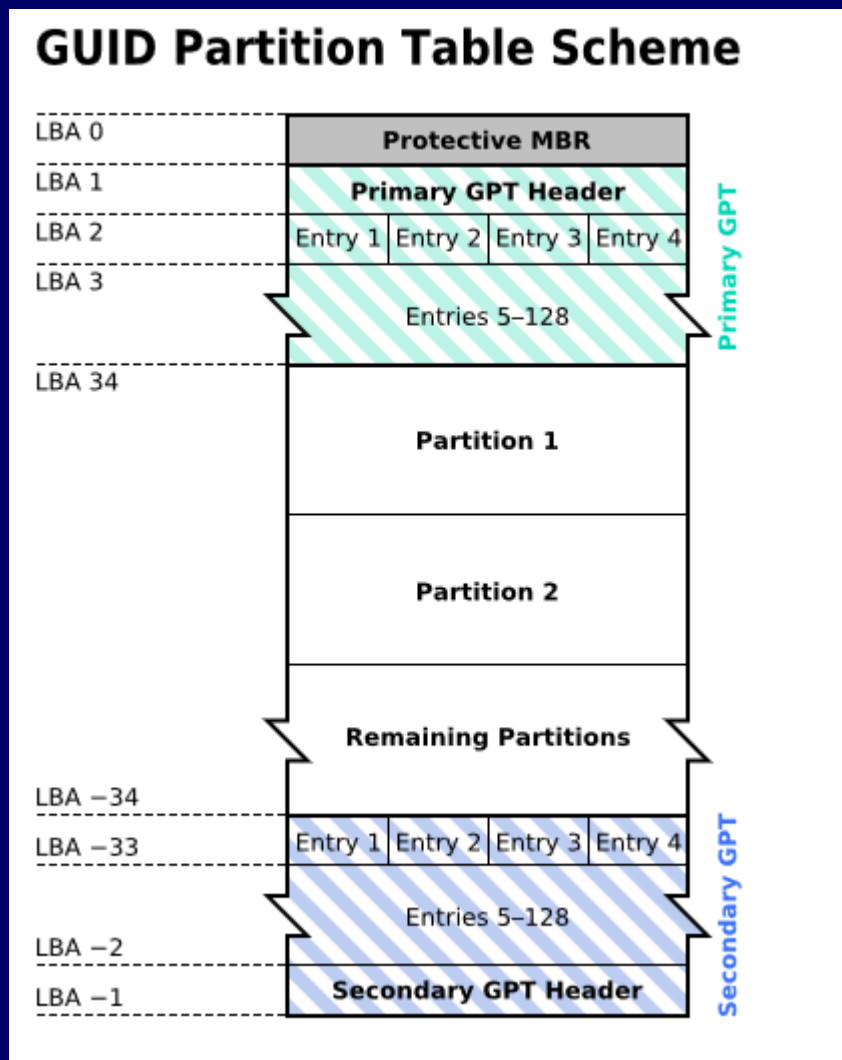 GUID Partition Table Scheme
LBA 0
Protective MBR
LBA 1
Primary GPT Header
LBA 2
Entry 1 Entry 2 Entry 3 Entry 4
LBA 3
Entries 5–128
Primary GPT
LBA 34
Partition 1
Partition 2
Remaining Partitions
LBA −34
LBA −33
Entry 1 Entry 2 Entry 3 Entry 4
Entries 5–128
LBA −2
LBA −1
Secondary GPT Header
Secondary GPT